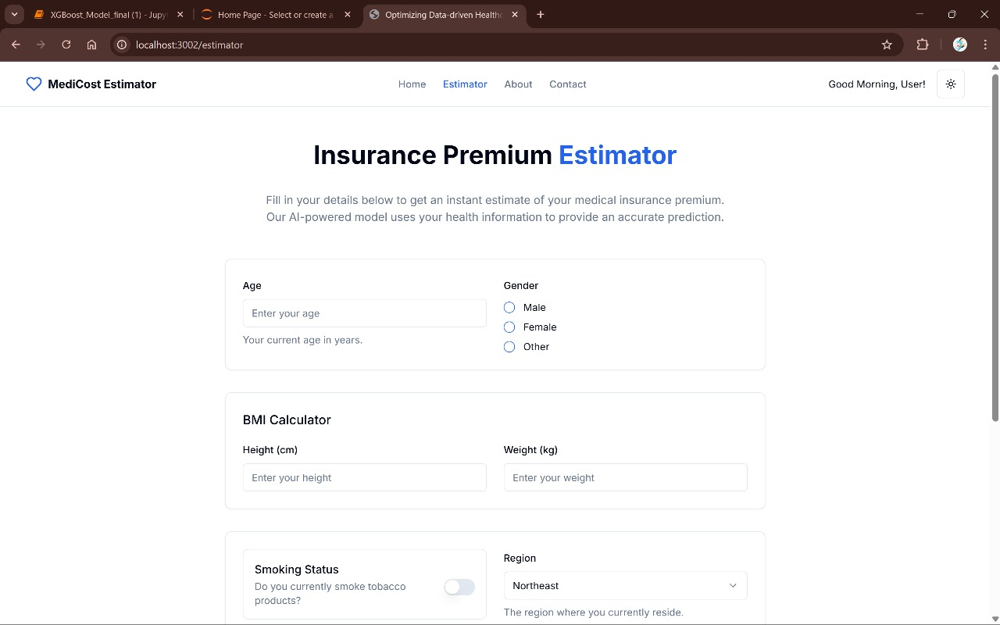 XGBoost_Model_final (1) - Jupyt
Home Page - Select or create a
Optimizing Data-driven Healthc
localhost:3002/estimator
MediCost Estimator
Home
Estimator
About
Contact
Good Morning, User!
Insurance Premium Estimator
Fill in your details below to get an instant estimate of your medical insurance premium.
Our AI-powered model uses your health information to provide an accurate prediction.
Age
Enter your age
Your current age in years.
Gender
Male
Female
Other
BMI Calculator
Height (cm)
Enter your height
Weight (kg)
Enter your weight
Smoking Status
Do you currently smoke tobacco
products?
Region
Northeast
The region where you currently reside.